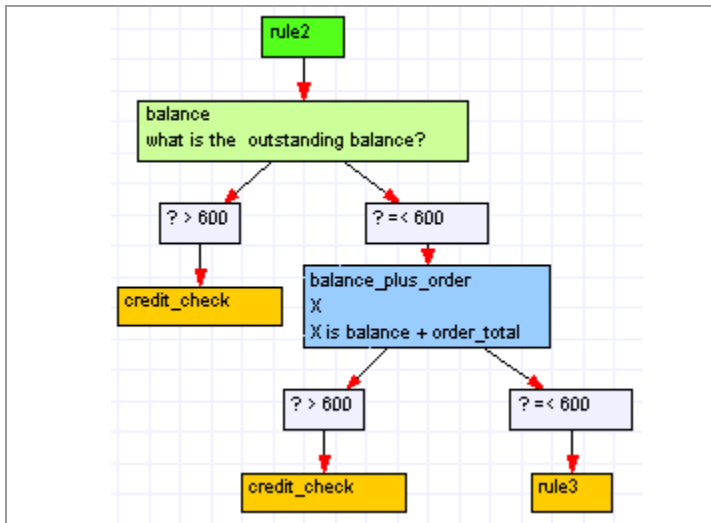 rule2
balance
what is the outstanding balance?
? > 600
? =< 600
credit_check
balance_plus_order
X
X is balance + order_total
? > 600
? =< 600
credit_check
rule3